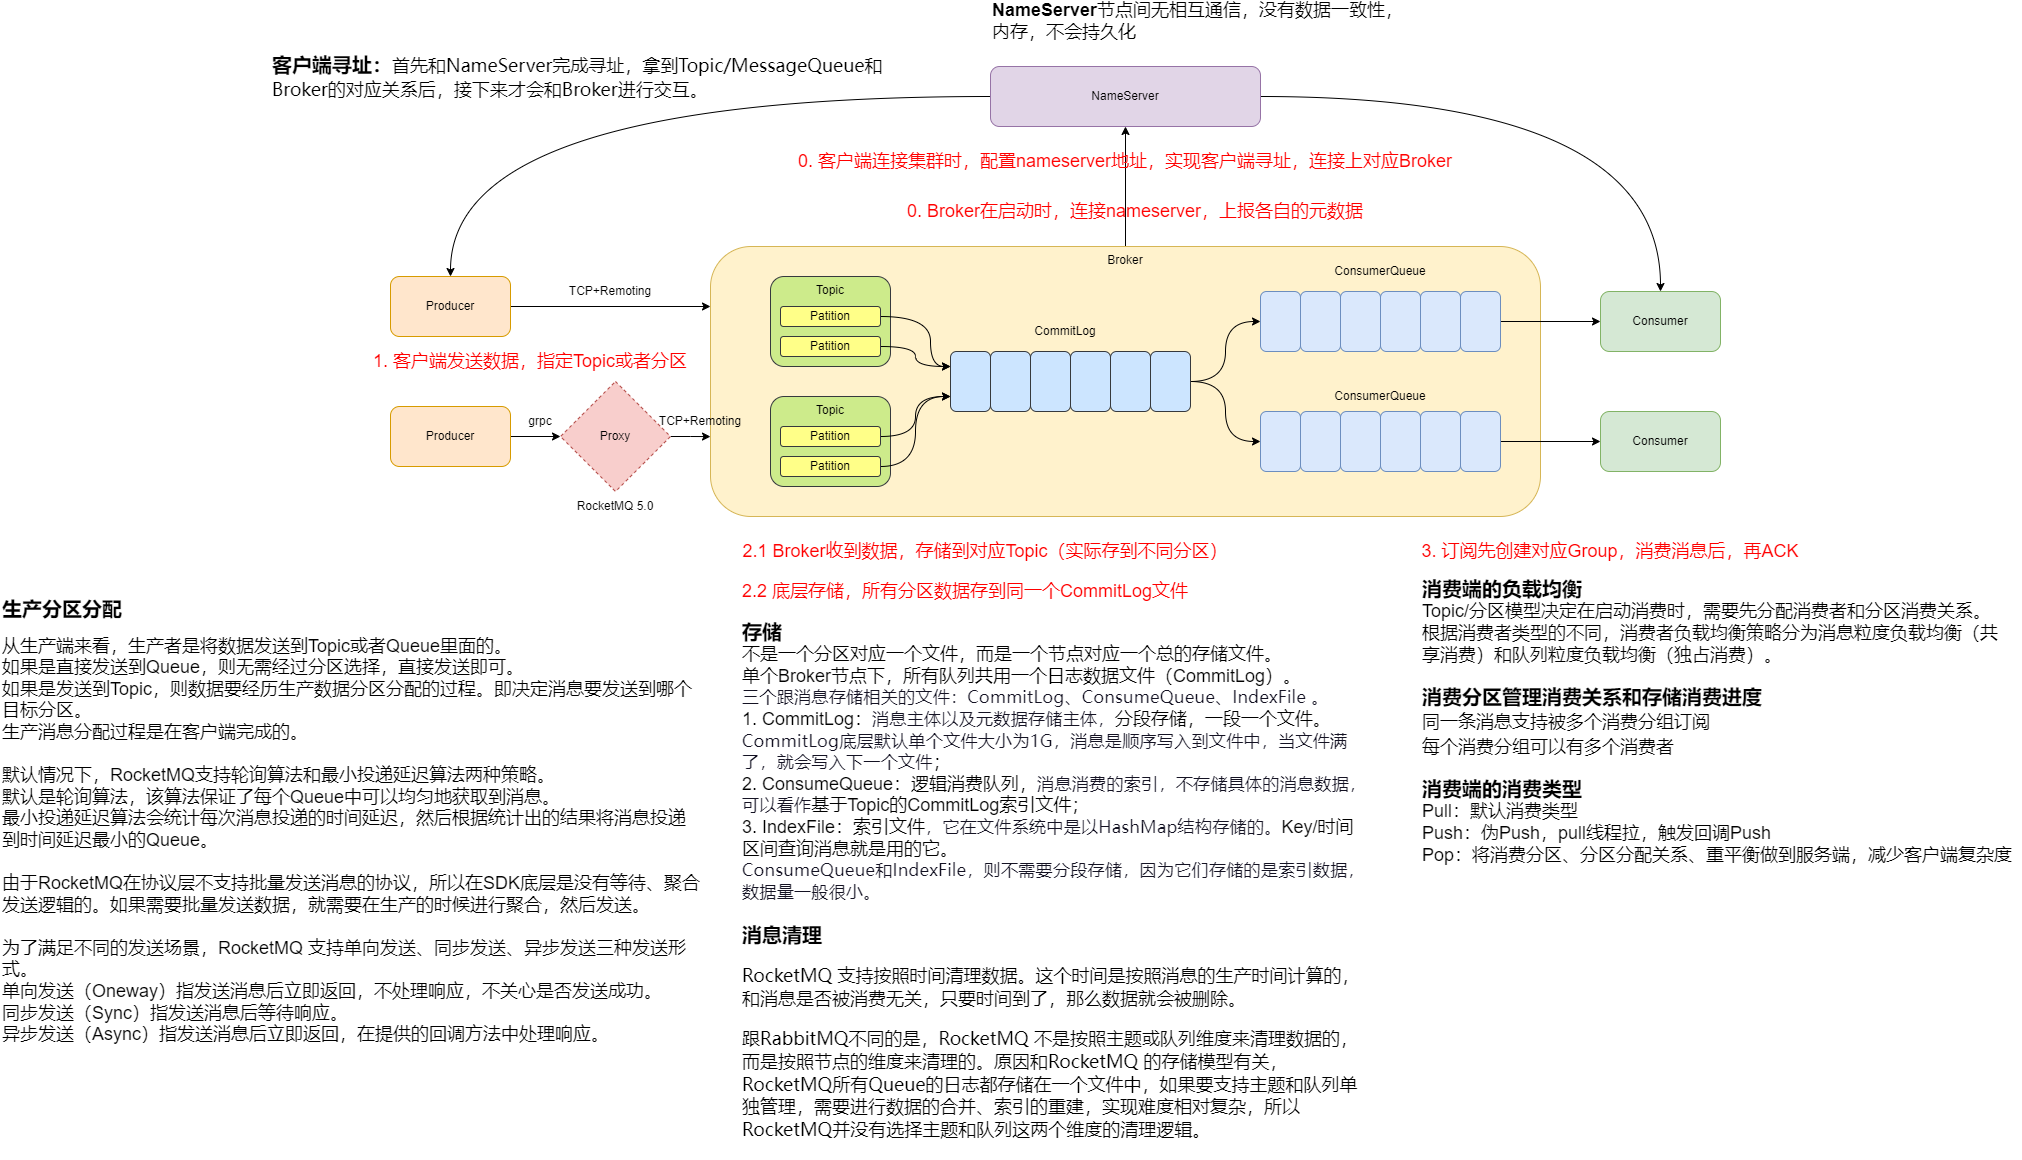 NameServer节点间无相互通信，没有数据一致性，
内存，不会持久化
客户端寻址：首先和NameServer完成寻址，拿到Topic/MessageQueue和
Broker的对应关系后，接下来才会和Broker进行交互。
NameServer
0. 客户端连接集群时，配置nameserver地址，实现客户端寻址，连接上对应Broker
0. Broker在启动时，连接nameserver，上报各自的元数据
Broker
Producer
TCP+Remoting
Topic
Patition
Patition
CommitLog
ConsumerQueue
Consumer
1. 客户端发送数据，指定Topic或者分区
Producer
grpc
Proxy
TCP+Remoting
RocketMQ 5.0
Topic
Patition
Patition
ConsumerQueue
Consumer
2.1 Broker收到数据，存储到对应Topic（实际存到不同分区）
2.2 底层存储，所有分区数据存到同一个CommitLog文件
3. 订阅先创建对应Group，消费消息后，再ACK
生产分区分配
从生产端来看，生产者是将数据发送到Topic或者Queue里面的。
如果是直接发送到Queue，则无需经过分区选择，直接发送即可。
如果是发送到Topic，则数据要经历生产数据分区分配的过程。即决定消息要发送到哪个
目标分区。
生产消息分配过程是在客户端完成的。
默认情况下，RocketMQ支持轮询算法和最小投递延迟算法两种策略。
默认是轮询算法，该算法保证了每个Queue中可以均匀地获取到消息。
最小投递延迟算法会统计每次消息投递的时间延迟，然后根据统计出的结果将消息投递
到时间延迟最小的Queue。
由于RocketMQ在协议层不支持批量发送消息的协议，所以在SDK底层是没有等待、聚合
发送逻辑的。如果需要批量发送数据，就需要在生产的时候进行聚合，然后发送。
为了满足不同的发送场景，RocketMQ 支持单向发送、同步发送、异步发送三种发送形
式。
单向发送（Oneway）指发送消息后立即返回，不处理响应，不关心是否发送成功。
同步发送（Sync）指发送消息后等待响应。
异步发送（Async）指发送消息后立即返回，在提供的回调方法中处理响应。
存储
不是一个分区对应一个文件，而是一个节点对应一个总的存储文件。
单个Broker节点下，所有队列共用一个日志数据文件（CommitLog）。
三个跟消息存储相关的文件：CommitLog、ConsumeQueue、IndexFile 。
1. CommitLog：消息主体以及元数据存储主体，分段存储，一段一个文件。
CommitLog底层默认单个文件大小为1G，消息是顺序写入到文件中，当文件满
了，就会写入下一个文件；
2. ConsumeQueue：逻辑消费队列，消息消费的索引，不存储具体的消息数据，
可以看作基于Topic的CommitLog索引文件；
3. IndexFile：索引文件，它在文件系统中是以HashMap结构存储的。Key/时间
区间查询消息就是用的它。
ConsumeQueue和IndexFile，则不需要分段存储，因为它们存储的是索引数据，
数据量一般很小。
消息清理
RocketMQ 支持按照时间清理数据。这个时间是按照消息的生产时间计算的，
和消息是否被消费无关，只要时间到了，那么数据就会被删除。
跟RabbitMQ不同的是，RocketMQ 不是按照主题或队列维度来清理数据的，
而是按照节点的维度来清理的。原因和RocketMQ 的存储模型有关，
RocketMQ所有Queue的日志都存储在一个文件中，如果要支持主题和队列单
独管理，需要进行数据的合并、索引的重建，实现难度相对复杂，所以
RocketMQ并没有选择主题和队列这两个维度的清理逻辑。
消费端的负载均衡
Topic/分区模型决定在启动消费时，需要先分配消费者和分区消费关系。
根据消费者类型的不同，消费者负载均衡策略分为消息粒度负载均衡（共
享消费）和队列粒度负载均衡（独占消费）。
消费分区管理消费关系和存储消费进度
同一条消息支持被多个消费分组订阅
每个消费分组可以有多个消费者
消费端的消费类型
Pull：默认消费类型
Push：伪Push，pull线程拉，触发回调Push
Pop：将消费分区、分区分配关系、重平衡做到服务端，减少客户端复杂度